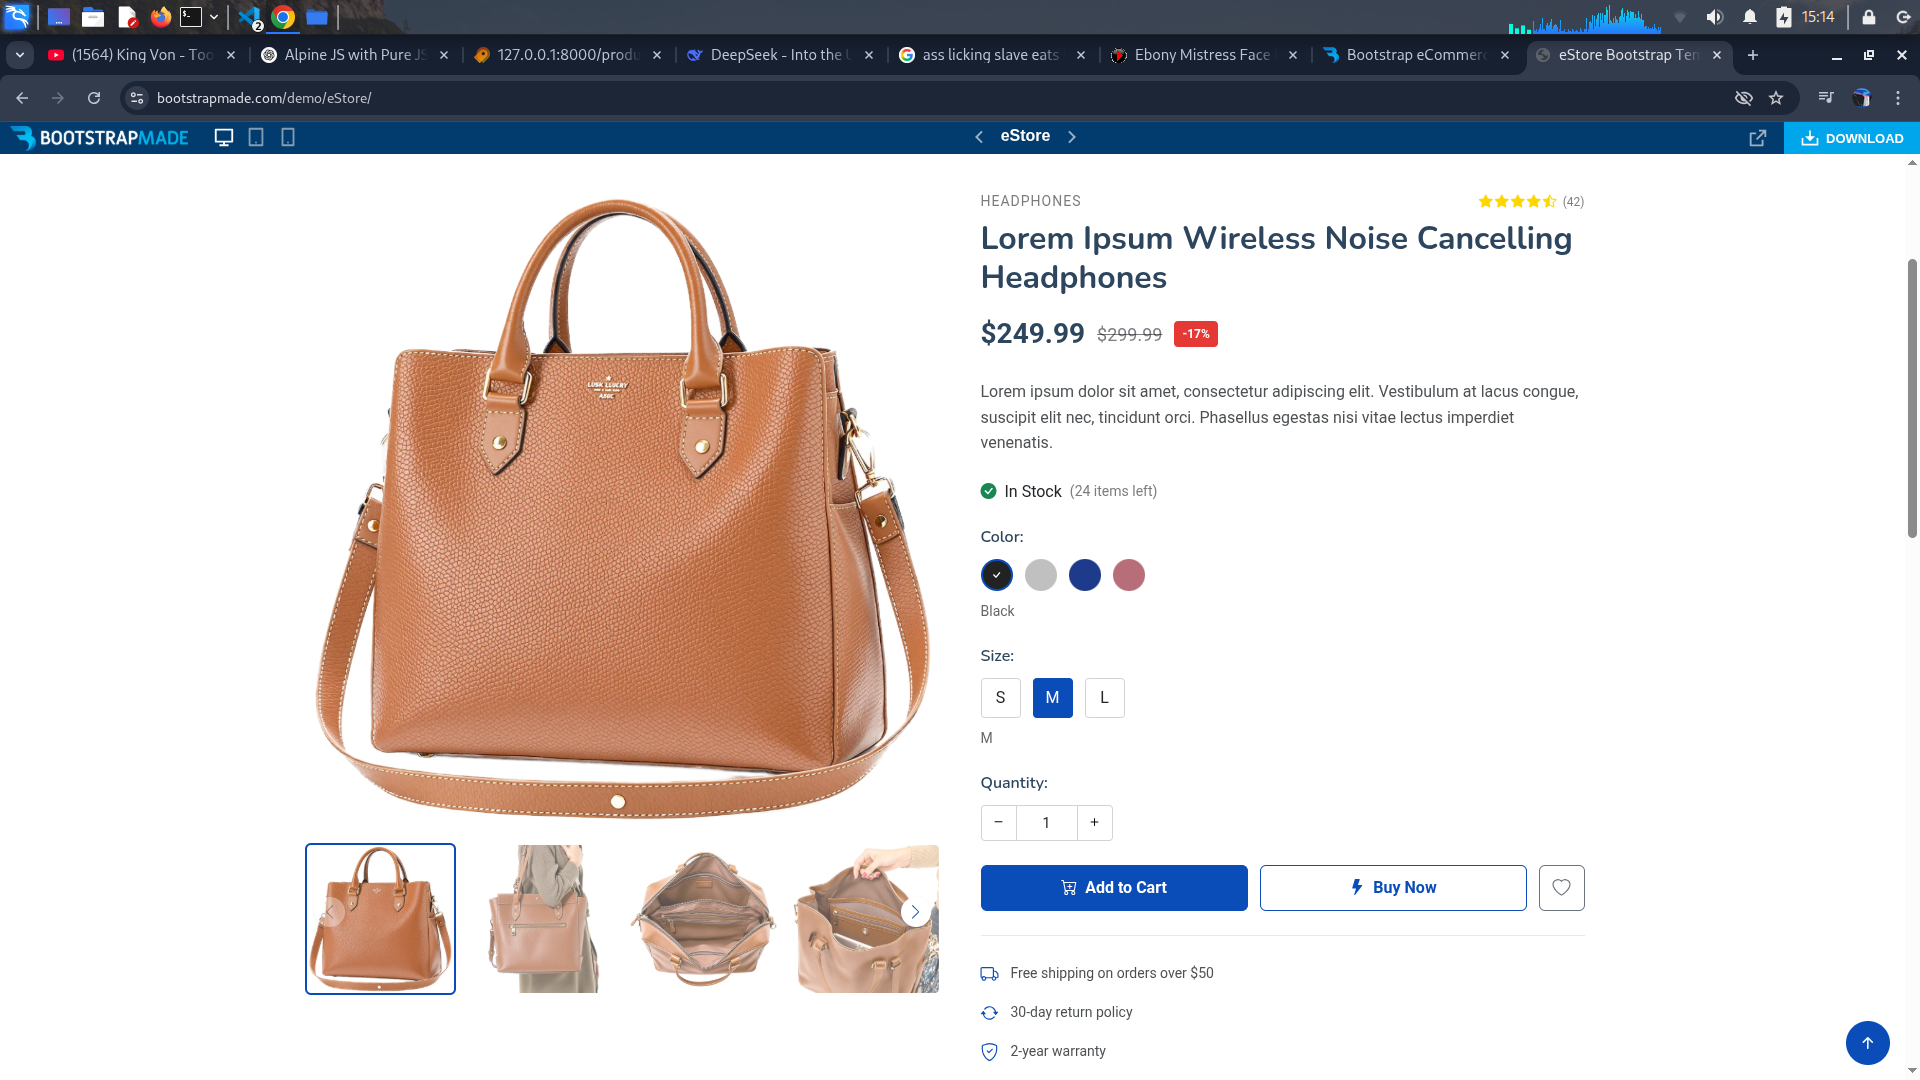 15:14
2
(1564) King Von - Too
Alpine JS with Pure JS
127.0.0.1:8000/produ
DeepSeek - Into the U
ass licking slave eats
Ebony Mistress Face
Bootstrap eCommerc
eStore Bootstrap Tem
bootstrapmade.com/demo/eStore/
BOOTSTRAPMADE
eStore
DOWNLOAD
HEADPHONES
(42)
Lorem Ipsum Wireless Noise Cancelling
Headphones
$249.99 $299.99 -17%
Lorem ipsum dolor sit amet, consectetur adipiscing elit. Vestibulum at lacus congue,
suscipit elit nec, tincidunt orci. Phasellus egestas nisi vitae lectus imperdiet
venenatis.
In Stock (24 items left)
Color:
Black
Size:
S M L
M
Quantity:
− 1 +
Add to Cart
Buy Now
Free shipping on orders over $50
30-day return policy
2-year warranty
LUSK LLUCRY